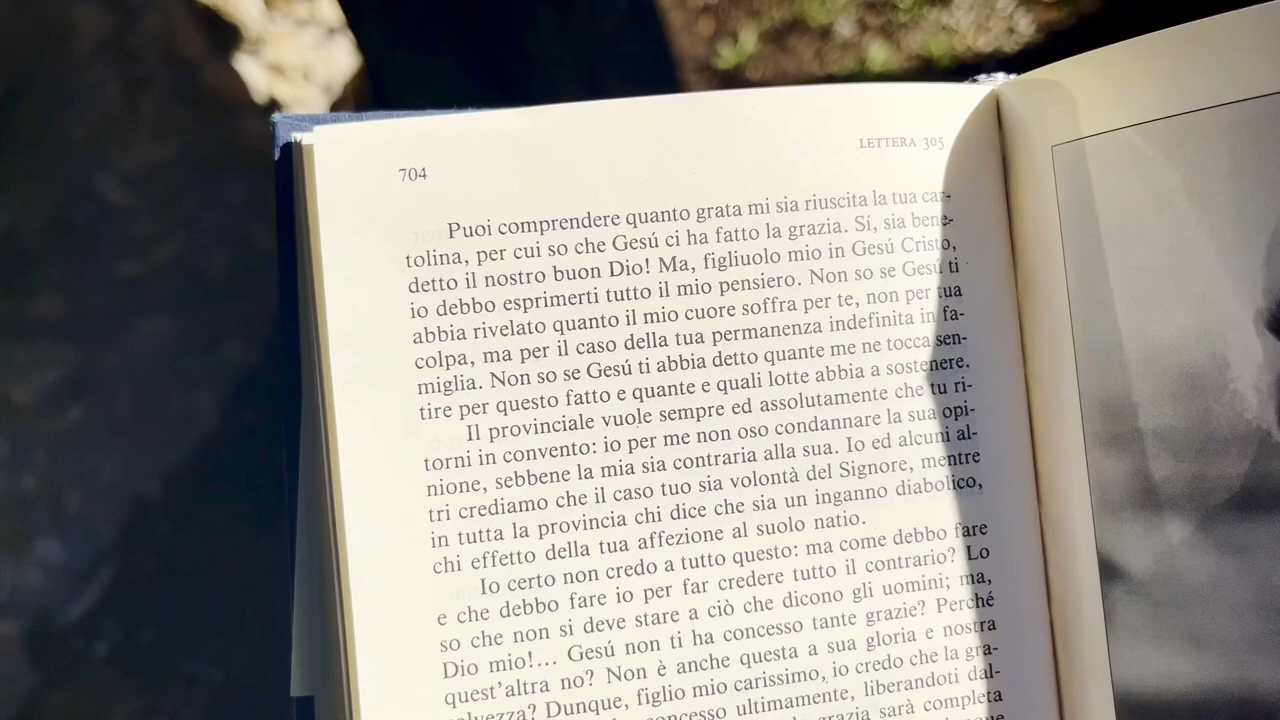 704
LETTERA 305
Puoi comprendere quanto grata mi sia riuscita la tua car-
tolina, per cui so che Gesú ci ha fatto la grazia. Sí, sia bene-
detto il nostro buon Dio! Ma, figliuolo mio in Gesú Cristo,
io debbo esprimerti tutto il mio pensiero. Non so se Gesú ti
abbia rivelato quanto il mio cuore soffra per te, non per tua
colpa, ma per il caso della tua permanenza indefinita in fa-
miglia. Non so se Gesú ti abbia detto quante me ne tocca sen-
tire per questo fatto e quante e quali lotte abbia a sostenere.
Il provinciale vuole sempre ed assolutamente che tu ri-
torni in convento: io per me non oso condannare la sua opi-
nione, sebbene la mia sia contraria alla sua. Io ed alcuni al-
tri crediamo che il caso tuo sia volontà del Signore, mentre
in tutta la provincia chi dice che sia un inganno diabolico,
chi effetto della tua affezione al suolo natio.
Io certo non credo a tutto questo: ma come debbo fare
e che debbo fare io per far credere tutto il contrario? Lo
so che non si deve stare a ciò che dicono gli uomini; ma,
Dio mio!... Gesú non ti ha concesso tante grazie? Perché
quest'altra no? Non è anche questa a sua gloria e nostra
salvezza? Dunque, figlio mio carissimo, io credo che la gra-
concesso ultimamente, liberandoti dal-
grazia sarà completa